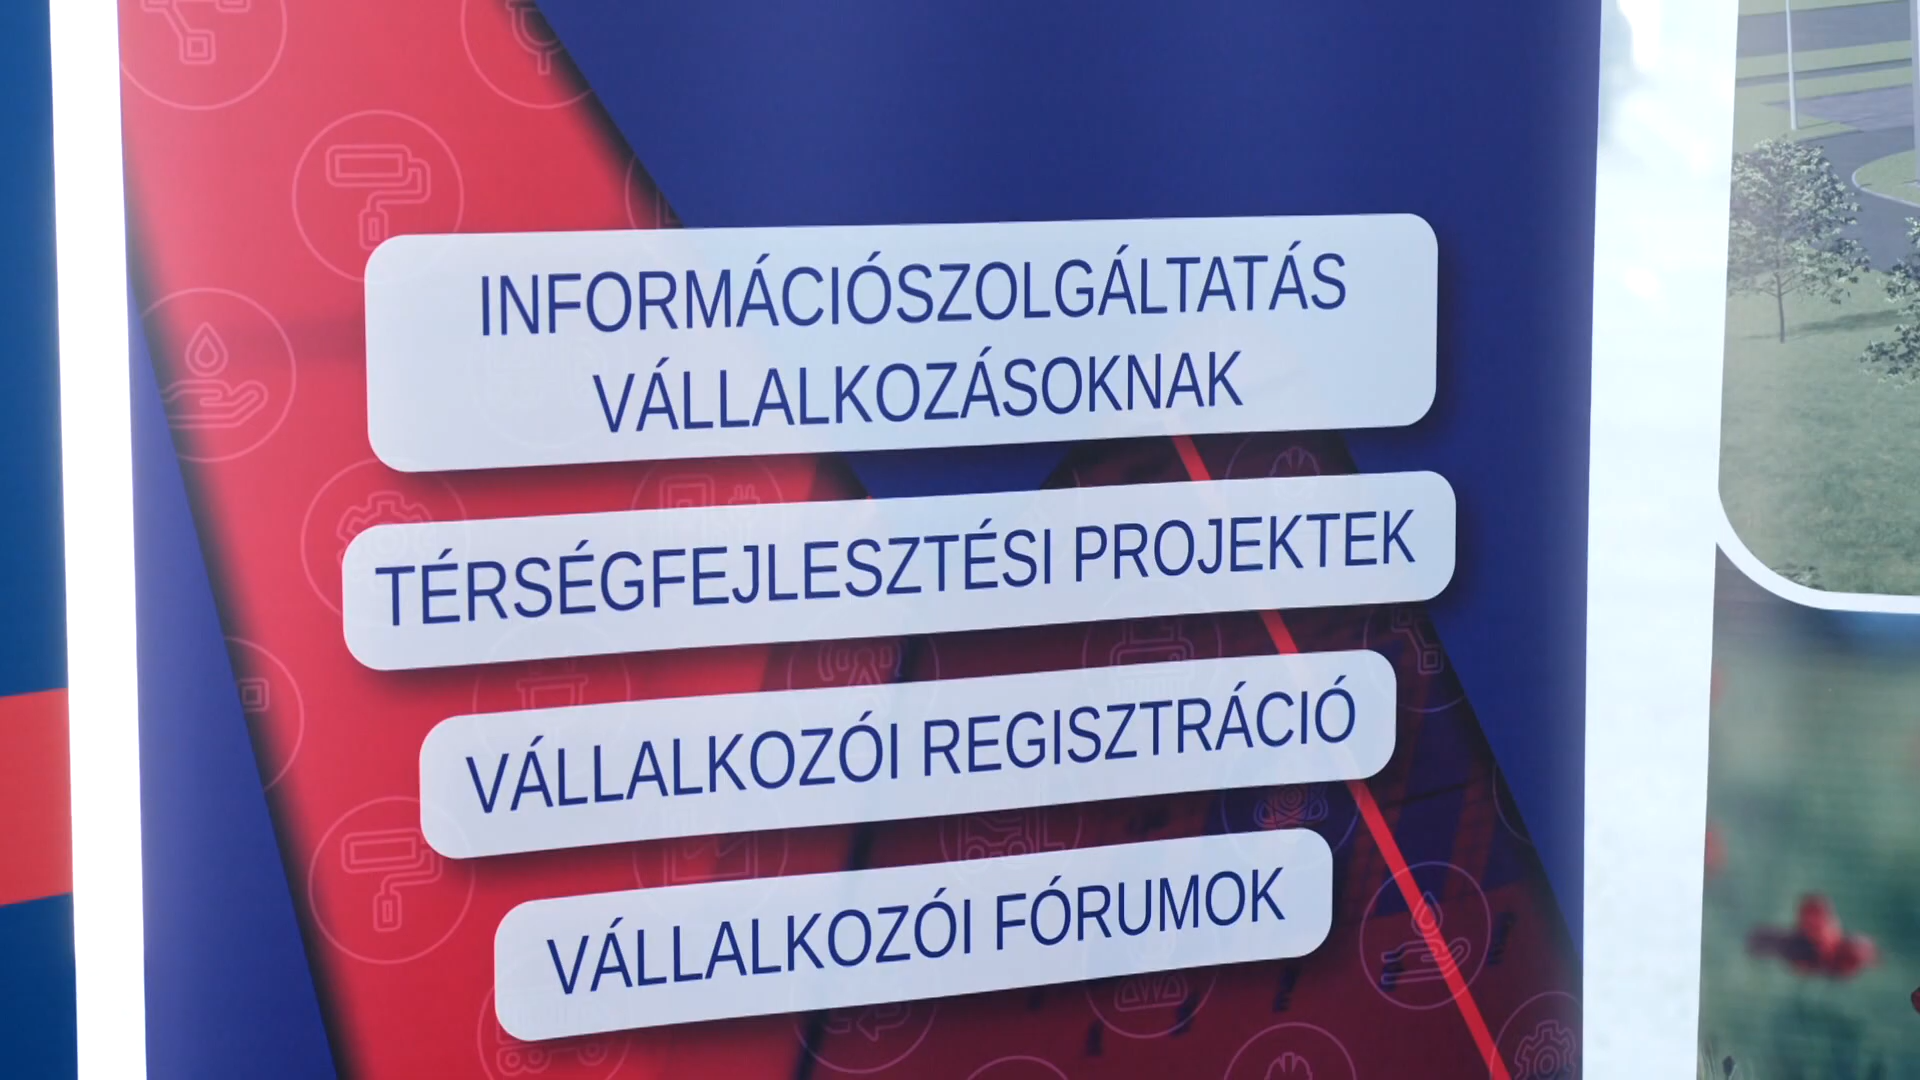 INFORMÁCIÓSZOLGÁLTATÁS
VÁLLALKOZÁSOKNAK
TÉRSÉGFEJLESZTÉSI PROJEKTEK
VÁLLALKOZÓI REGISZTRÁCIÓ
VÁLLALKOZÓI FÓRUMOK